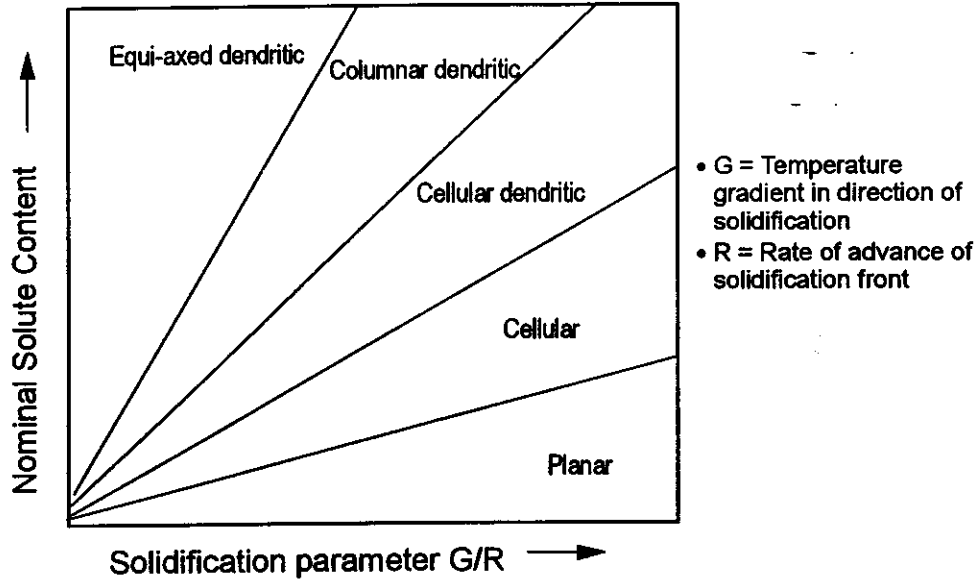 Equi-axed dendritic
Columnar dendritic
Cellular dendritic
Cellular
Planar
Nominal Solute Content
Solidification parameter G/R
• G = Temperature
gradient in direction of
solidification
• R = Rate of advance of
solidification front